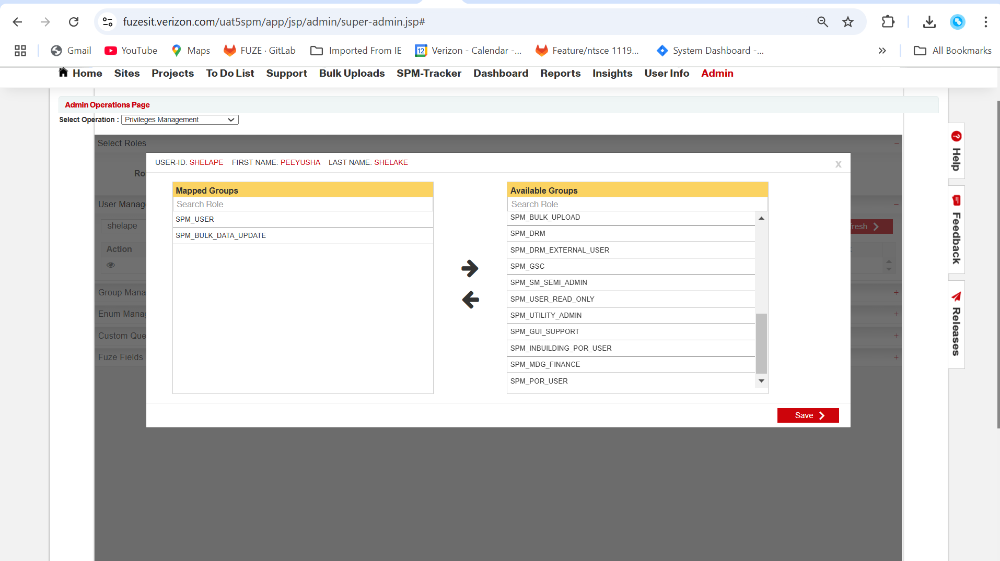 fuzesit.verizon.com/uat5spm/app/jsp/admin/super-admin.jsp#
Gmail YouTube Maps FUZE · GitLab Imported From IE 12 Verizon - Calendar -... Feature/ntsce 1119... System Dashboard -... All Bookmarks
Home Sites Projects To Do List Support Bulk Uploads SPM-Tracker Dashboard Reports Insights User Info Admin
Admin Operations Page
Select Operation : Privileges Management
Select Roles
USER-ID: SHELAPE FIRST NAME: PEEYUSHA LAST NAME: SHELAKE x
Mapped Groups
Search Role
SPM_USER
SPM_BULK_DATA_UPDATE
Available Groups
Search Role
SPM_BULK_UPLOAD
SPM_DRM
SPM_DRM_EXTERNAL_USER
SPM_GSC
SPM_SM_SEMI_ADMIN
SPM_USER_READ_ONLY
SPM_UTILITY_ADMIN
SPM_GUI_SUPPORT
SPM_INBUILDING_POR_USER
SPM_MDG_FINANCE
SPM_POR_USER
Save
Rol
User Manage
shelape
fresh
Action
Group Mana
Enum Manag
Custom Que
Fuze Fields
Help
Feedback
Releases